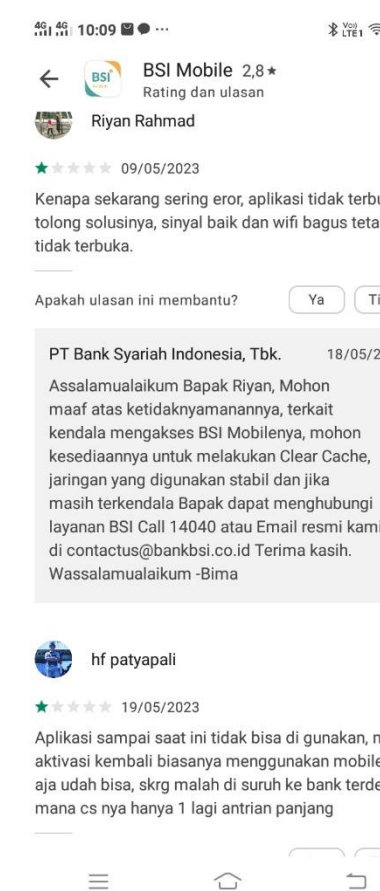 4G 4G 10:09
Vo)) LTE1
BSI Mobile 2,8★
BSI
Rating dan ulasan
Riyan Rahmad
09/05/2023
Kenapa sekarang sering eror, aplikasi tidak
tolong solusinya, sinyal baik dan wifi bagus
tidak terbuka.
Apakah ulasan ini membantu?
Ya
PT Bank Syariah Indonesia, Tbk.
Assalamualaikum Bapak Riyan, Mohon
maaf atas ketidaknyamanannya, terkait
kendala mengakses BSI Mobilenya, mohon
kesediaannya untuk melakukan Clear Cache,
jaringan yang digunakan stabil dan jika
masih terkendala Bapak dapat menghubungi
layanan BSI Call 14040 atau Email resmi kami
di contactus@bankbsi.co.id Terima kasih.
Wassalamualaikum -Bima
hf patyapali
19/05/2023
Aplikasi sampai saat ini tidak bisa di gunakan,
aktivasi kembali biasanya menggunakan mobile
aja udah bisa, skrg malah di suruh ke bank
mana cs nya hanya 1 lagi antrian panjang